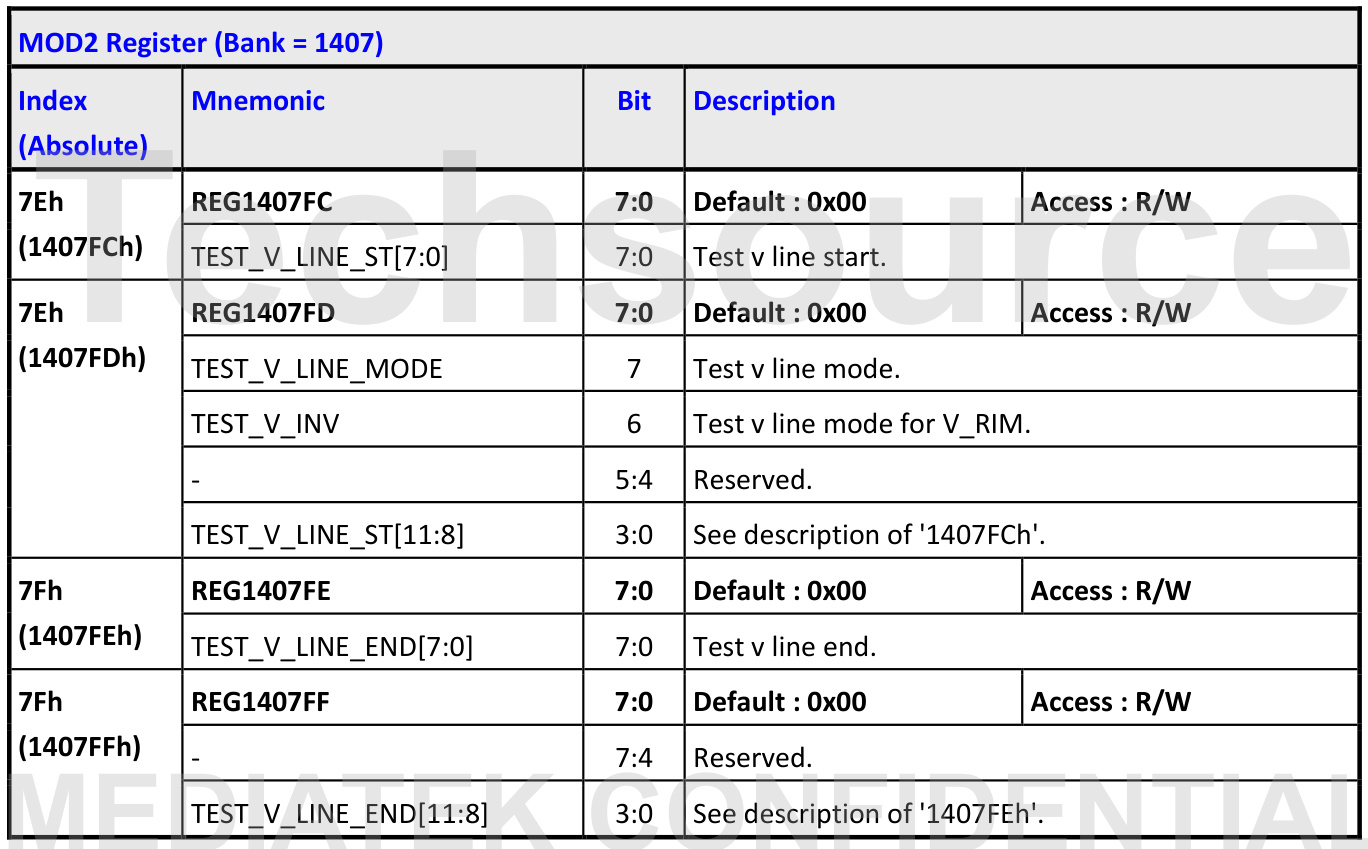 MOD2 Register (Bank = 1407)
Index (Absolute) Mnemonic Bit Description
7Eh (1407FCh) REG1407FC 7:0 Default : 0x00 Access : R/W
TEST_V_LINE_ST[7:0] 7:0 Test v line start.
7Eh (1407FDh) REG1407FD 7:0 Default : 0x00 Access : R/W
TEST_V_LINE_MODE 7 Test v line mode.
TEST_V_INV 6 Test v line mode for V_RIM.
- 5:4 Reserved.
TEST_V_LINE_ST[11:8] 3:0 See description of '1407FCh'.
7Fh (1407FEh) REG1407FE 7:0 Default : 0x00 Access : R/W
TEST_V_LINE_END[7:0] 7:0 Test v line end.
7Fh (1407FFh) REG1407FF 7:0 Default : 0x00 Access : R/W
- 7:4 Reserved.
TEST_V_LINE_END[11:8] 3:0 See description of '1407FEh'.
Techsource
MEDIATEK CONFIDENTIAL